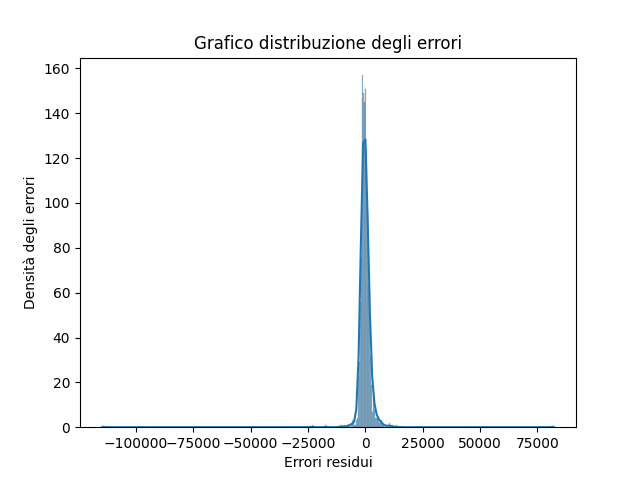 Grafico distribuzione degli errori
160
140
120
100
80
60
40
20
0
Densità degli errori
−100000 −75000 −50000 −25000 0 25000 50000 75000
Errori residui